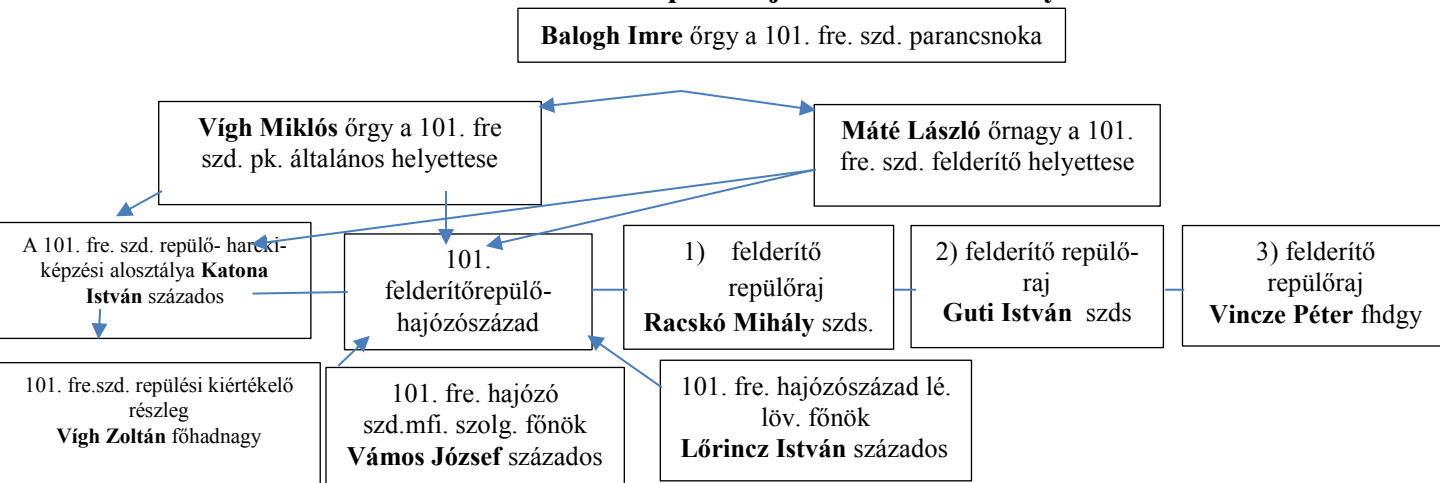 Balogh Imre őrgy a 101. fre. szd. parancsnoka
Vígh Miklós őrgy a 101. fre
szd. pk. általános helyettese
Máté László őrnagy a 101.
fre. szd. felderítő helyettese
A 101. fre. szd. repülő- harcki-
képzési alosztálya Katona
István százados
101.
felderítőrepülő-
hajózószázad
1) felderítő
repülőraj
Racskó Mihály szds.
2) felderítő repülő-
raj
Guti István szds
3) felderítő
repülőraj
Vincze Péter fhdgy
101. fre.szd. repülési kiértékelő
részleg
Vígh Zoltán főhadnagy
101. fre. hajózó
szd.mfi. szolg. főnök
Vámos József százados
101. fre. hajózószázad lé.
löv. főnök
Lőrincz István százados